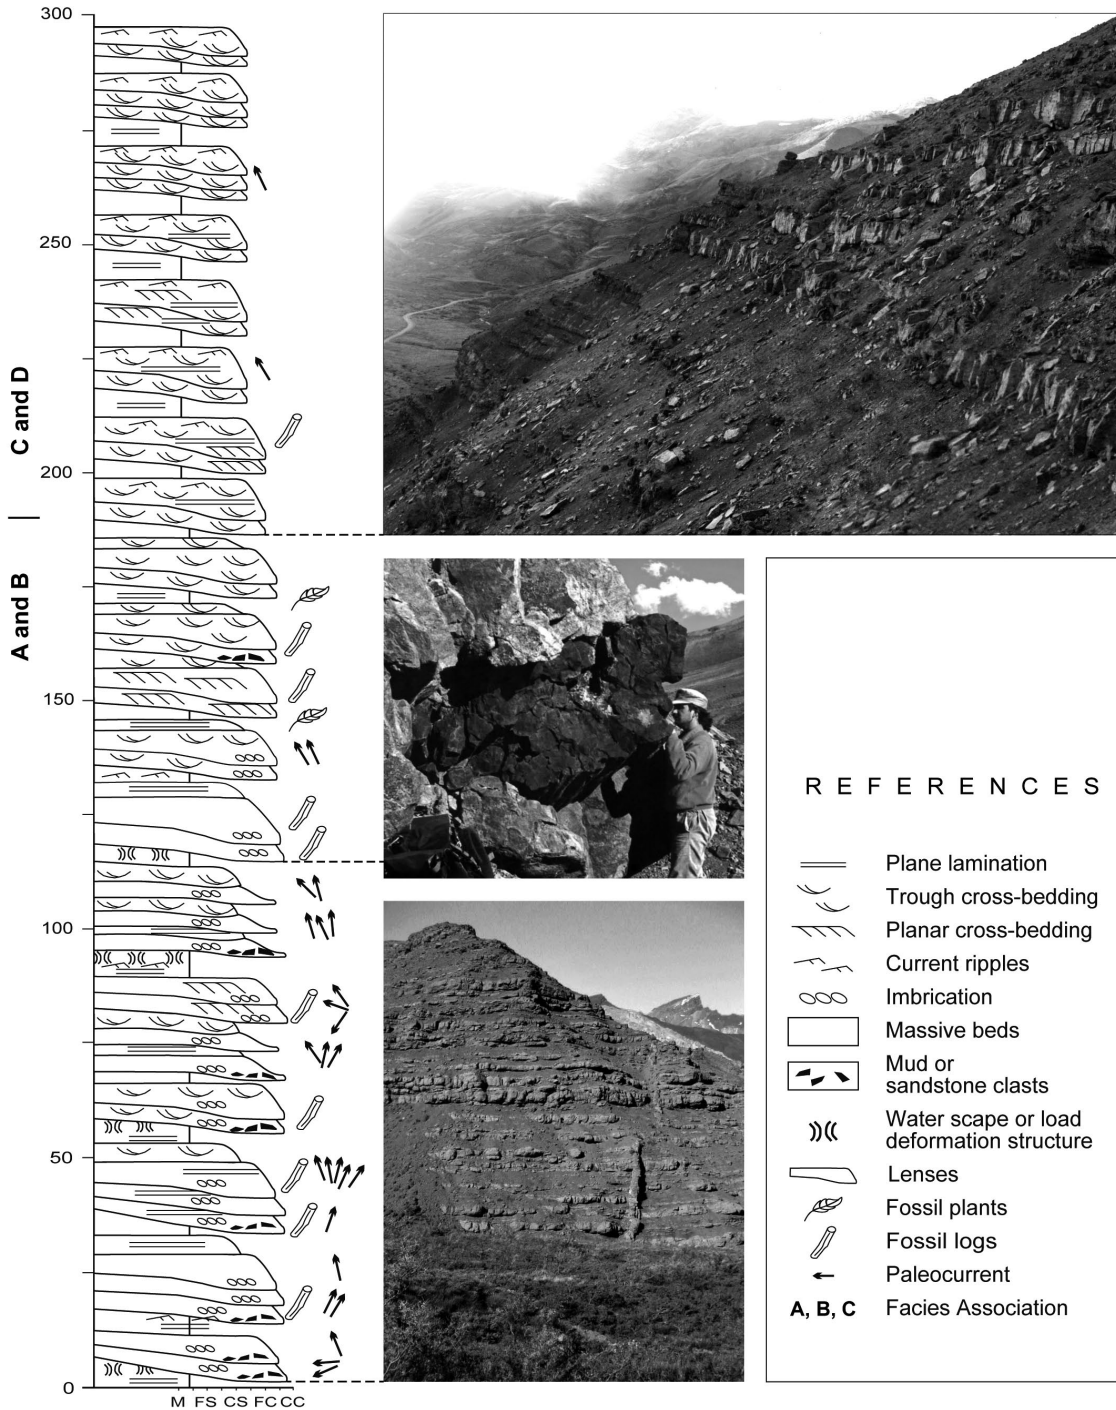 300
250
200
150
100
50
0
C and D
A and B
M FS CS FC CC
R E F E R E N C E S
Plane lamination
Trough cross-bedding
Planar cross-bedding
Current ripples
Imbrication
Massive beds
Mud or
sandstone clasts
Water scape or load
deformation structure
Lenses
Fossil plants
Fossil logs
Paleocurrent
A, B, C Facies Association